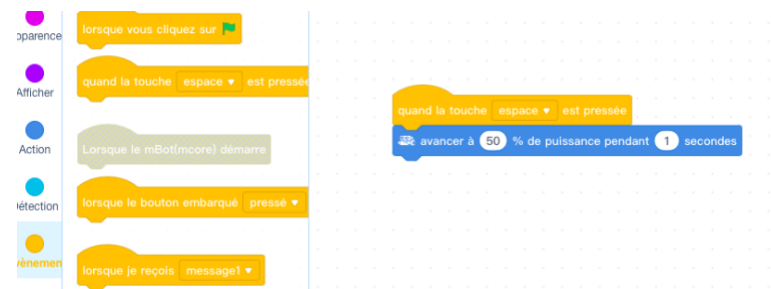 pparence
Afficher
Action
étection
vènemen
lorsque vous cliquez sur
quand la touche espace est pressée
Lorsque le mBot(mcore) démarre
lorsque le bouton embarqué pressé
lorsque je reçois message1
quand la touche espace est pressée
avancer à 50 % de puissance pendant 1 secondes